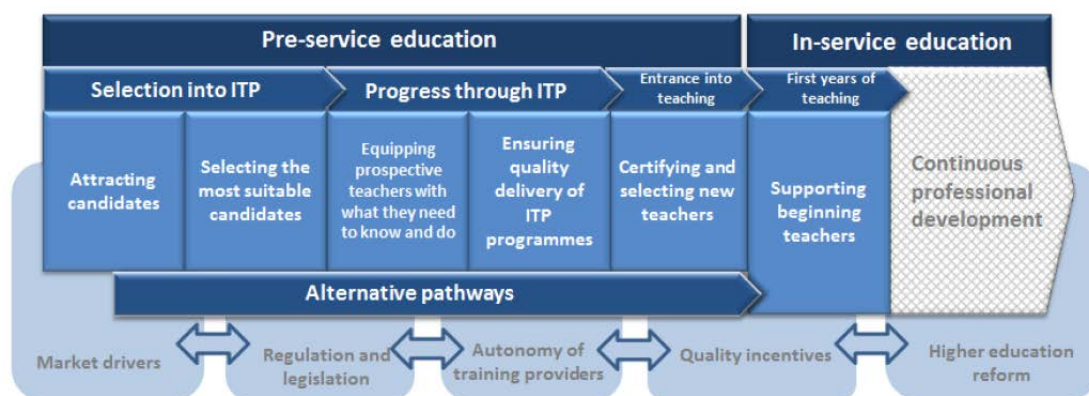 Pre-service education
In-service education
Selection into ITP
Progress through ITP
Entrance into
teaching
First years of
teaching
Attracting
candidates
Selecting the
most suitable
candidates
Equipping
prospective
teachers with
what they need
to know and do
Ensuring
quality
delivery of
ITP
programmes
Certifying and
selecting new
teachers
Supporting
beginning
teachers
Continuous
professional
development
Alternative pathways
Market drivers
Regulation and
legislation
Autonomy of
training providers
Quality incentives
Higher education
reform